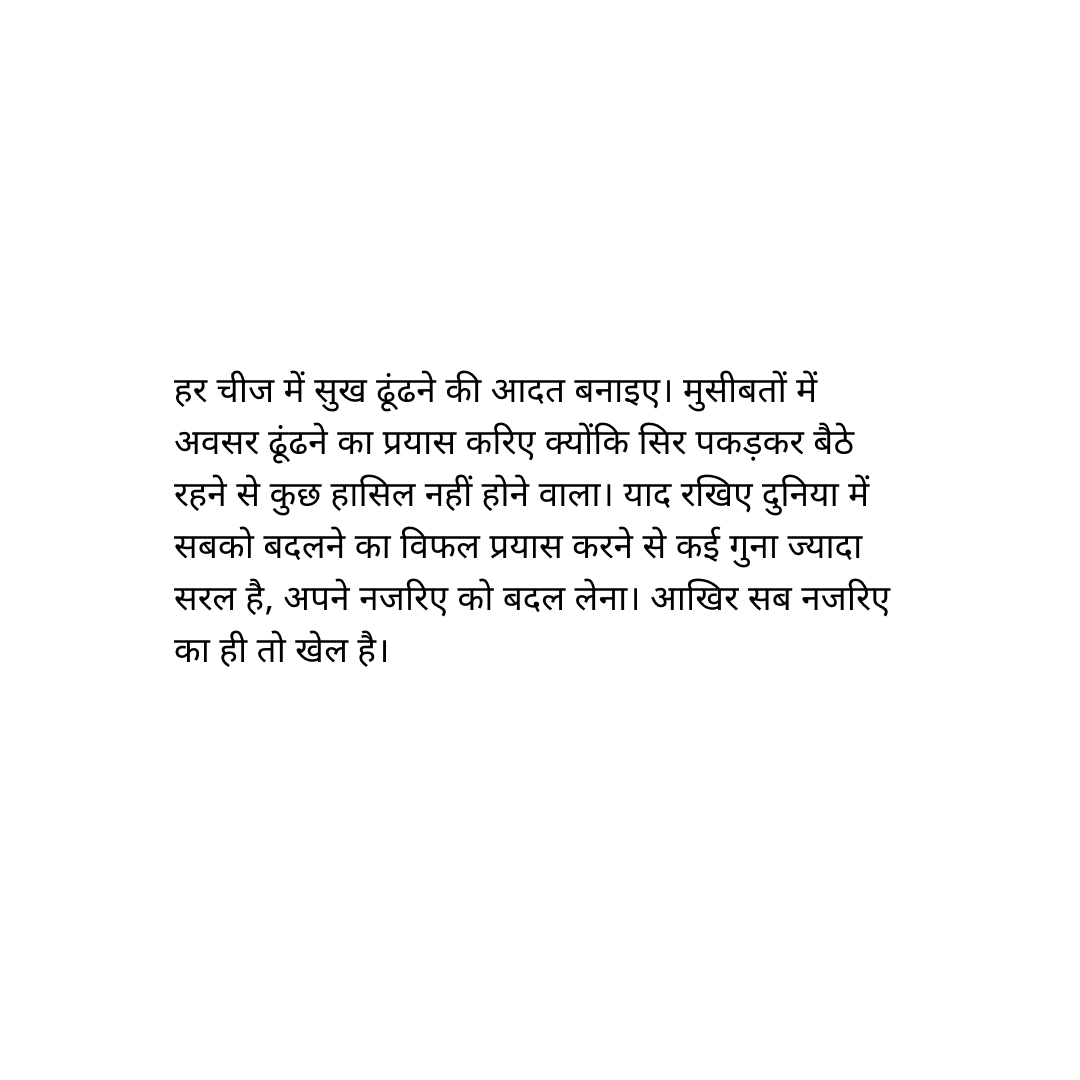 हर चीज में सुख ढूंढने की आदत बनाइए। मुसीबतों में
अवसर ढूंढने का प्रयास करिए क्योंकि सिर पकड़कर बैठे
रहने से कुछ हासिल नहीं होने वाला। याद रखिए दुनिया में
सबको बदलने का विफल प्रयास करने से कई गुना ज्यादा
सरल है, अपने नजरिए को बदल लेना। आखिर सब नजरिए
का ही तो खेल है।